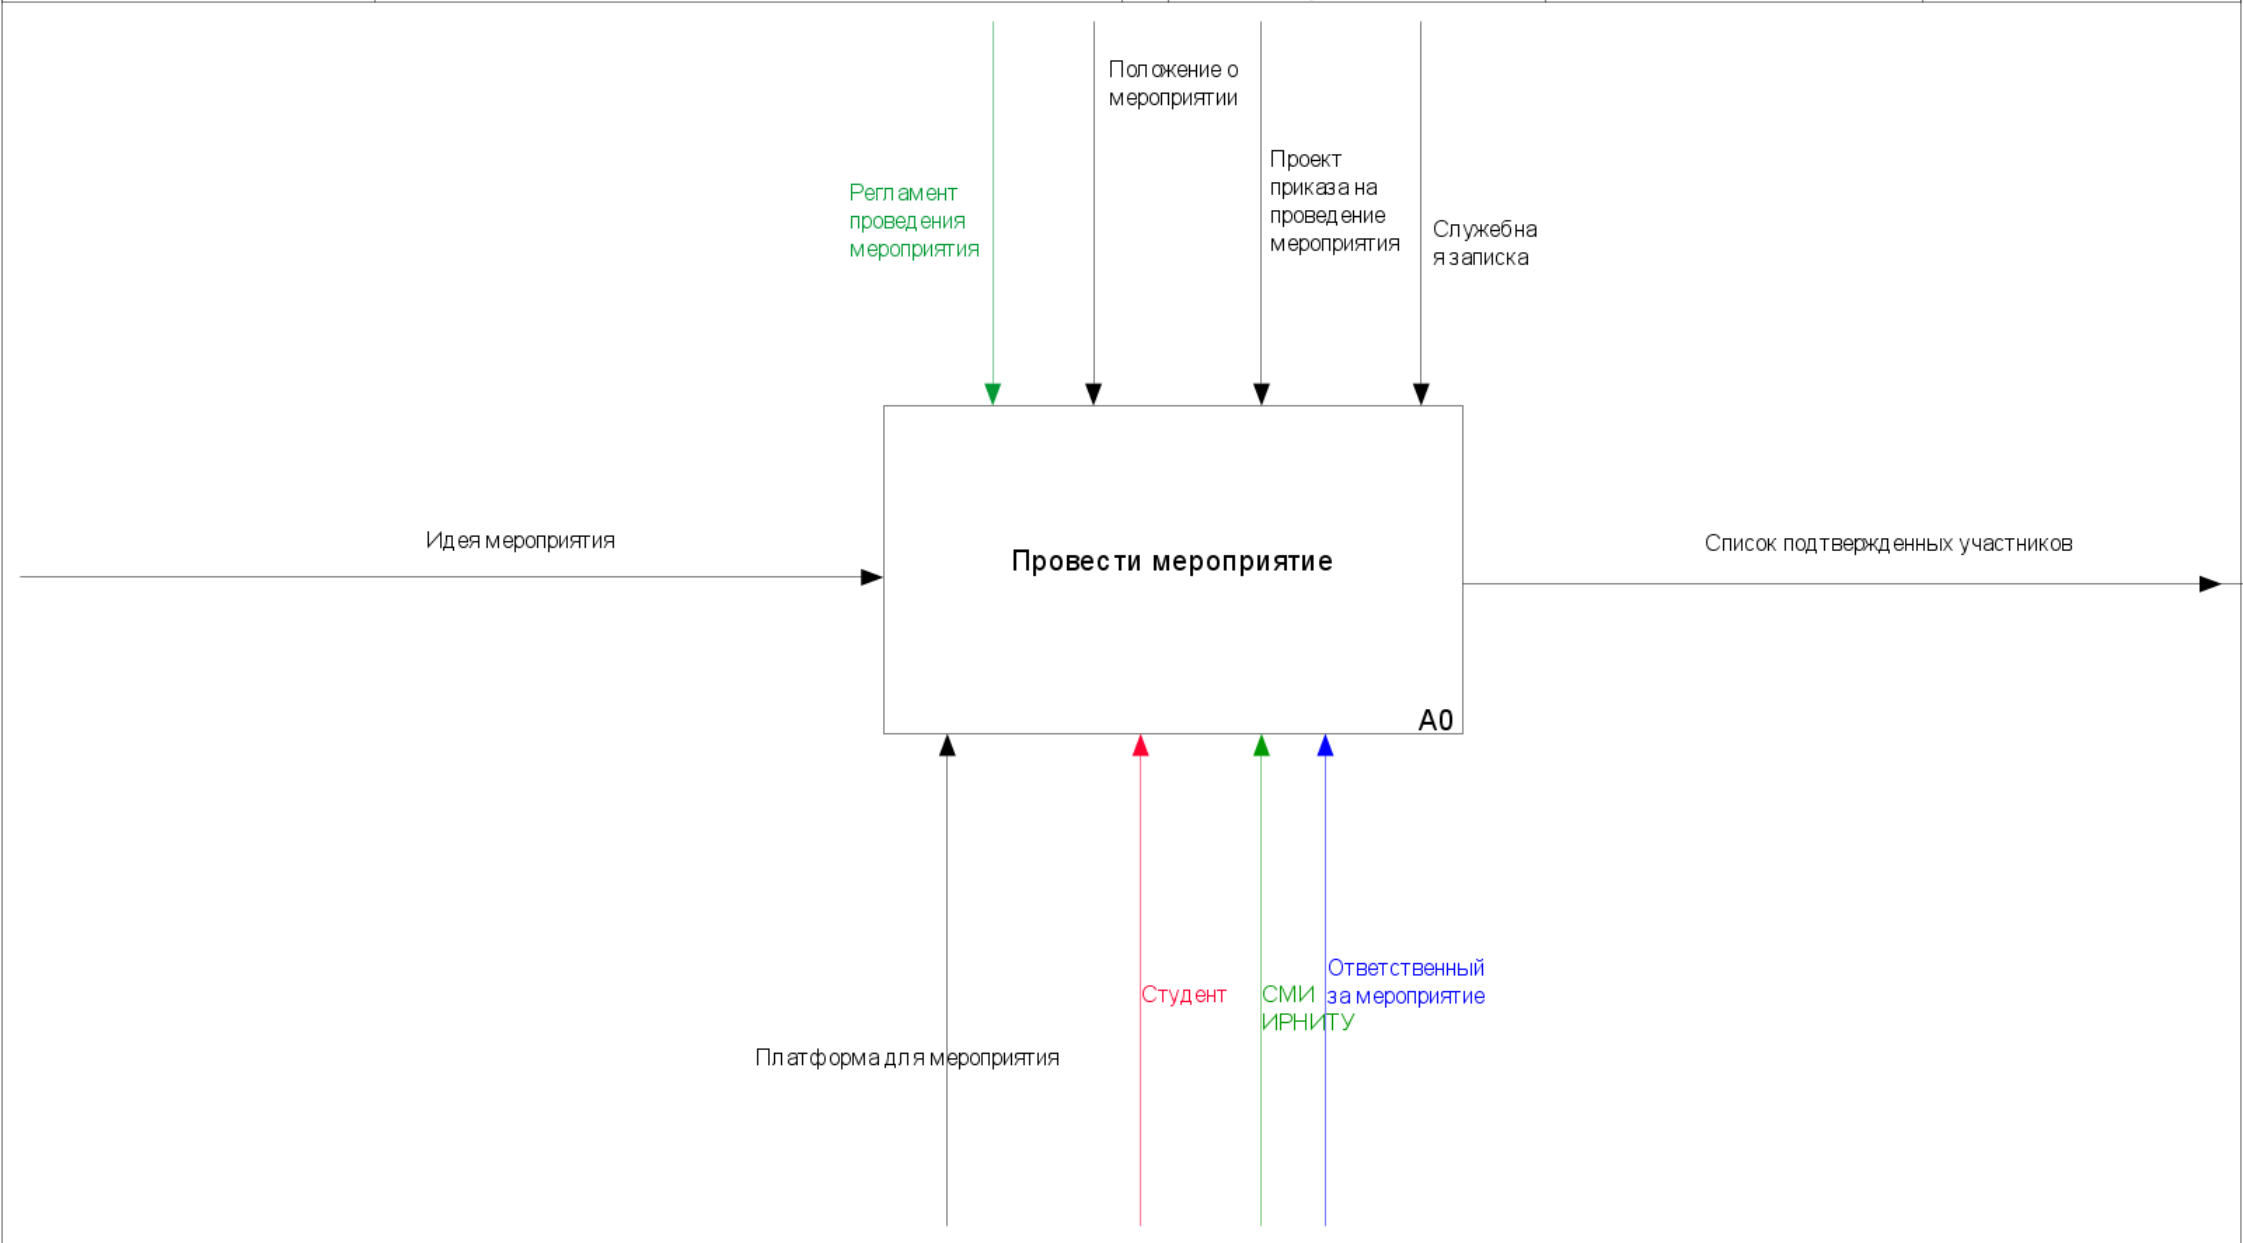 Положение о
мероприятии
Проект
приказа на
проведение
мероприятия
Регламент
проведения
мероприятия
Служебна
я записка
Идея мероприятия
Провести мероприятие
Список подтвержденных участников
А0
Студент
СМИ
ИРНИТУ
Ответственный
за мероприятие
Платформа для мероприятия